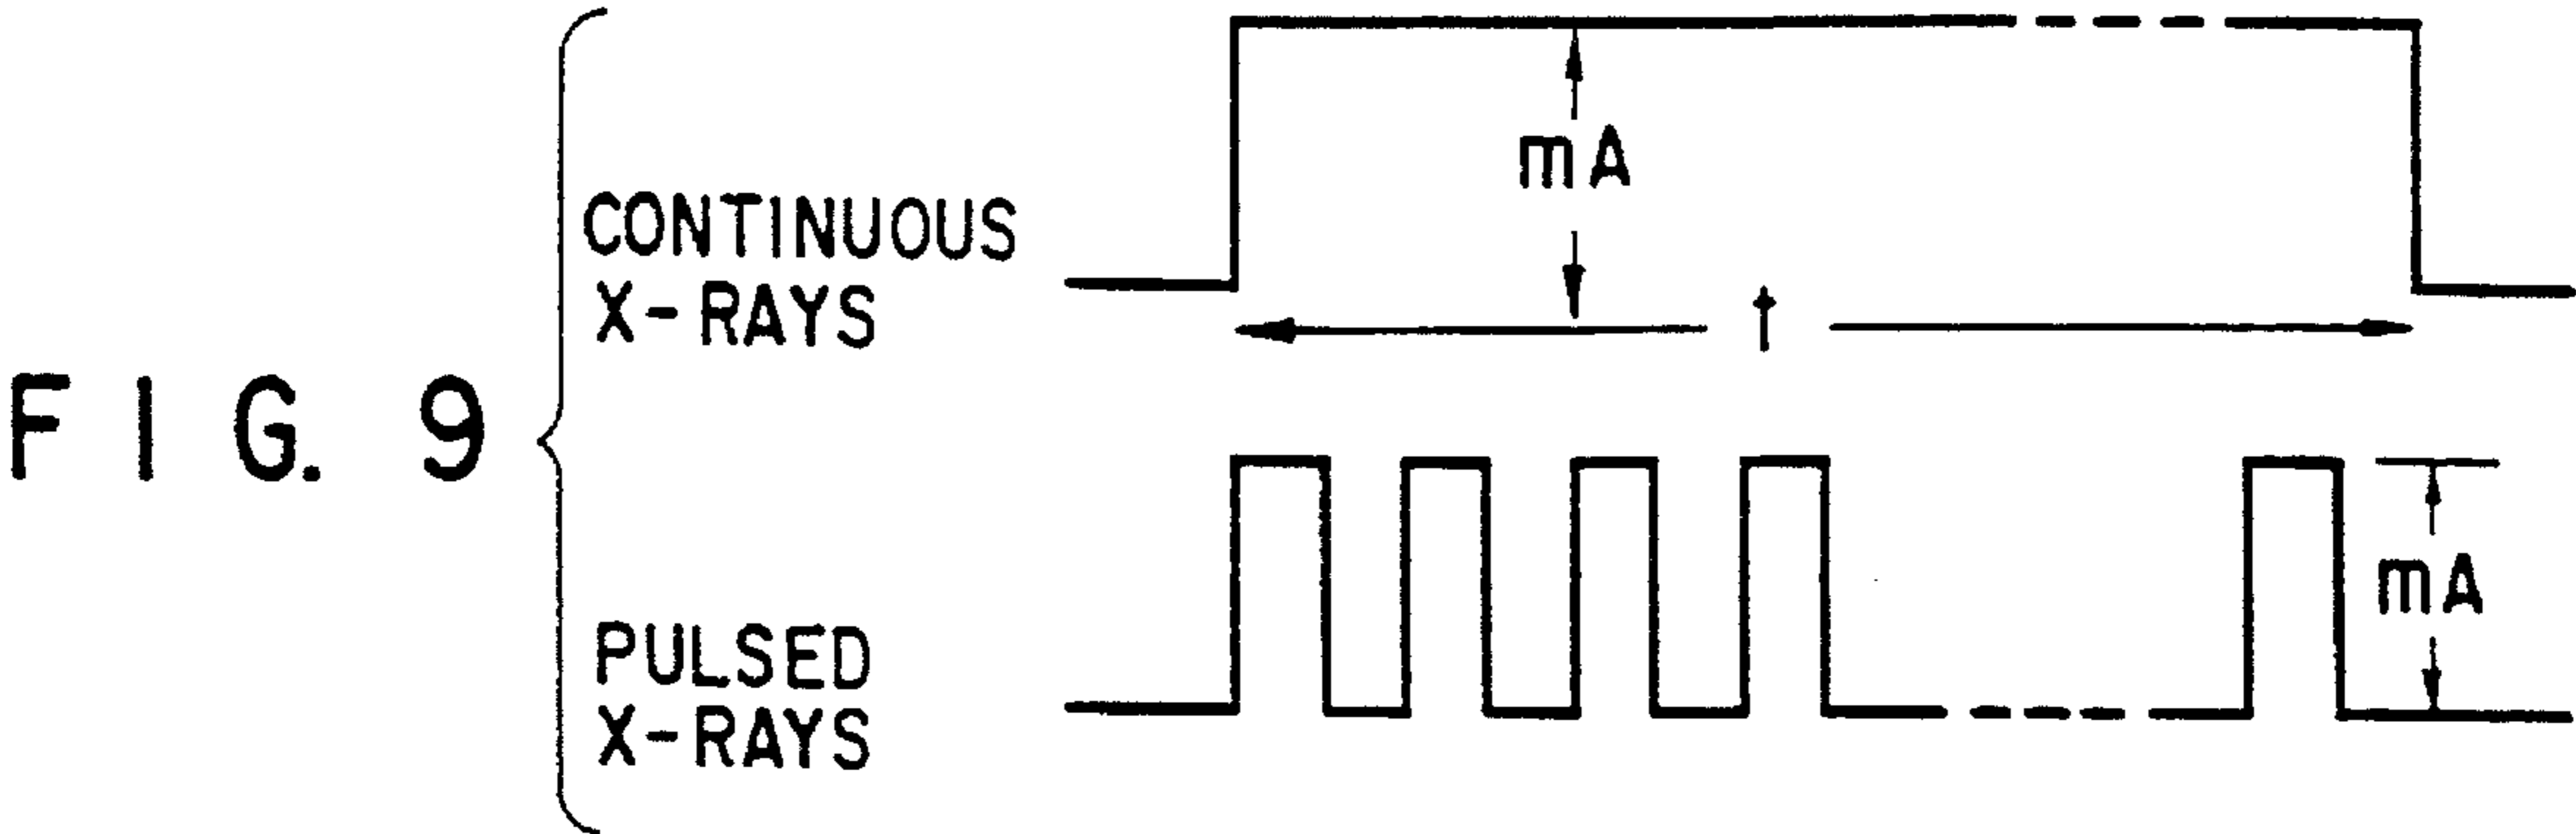 FIG. 9
CONTINUOUS
X-RAYS
mA
t
PULSED
X-RAYS
mA